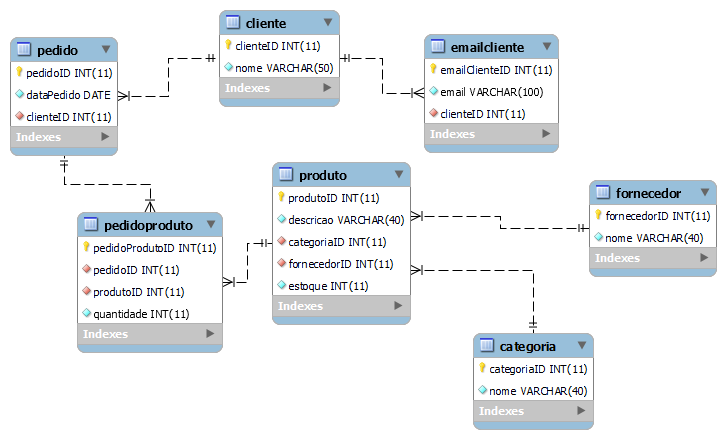 cliente
clienteID INT(11)
nome VARCHAR(50)
pedido
pedidoID INT(11)
dataPedido DATE
clienteID INT(11)
Indexes
emailcliente
emailClienteID INT(11)
email VARCHAR(100)
clienteID INT(11)
Indexes
produto
produtoID INT(11)
descricao VARCHAR(40)
categoriaID INT(11)
fornecedorID INT(11)
estoque INT(11)
Indexes
fornecedor
fornecedorID INT(11)
nome VARCHAR(40)
Indexes
pedidoproduto
pedidoProdutoID INT(11)
pedidoID INT(11)
produtoID INT(11)
quantidade INT(11)
Indexes
categoria
categoriaID INT(11)
nome VARCHAR(40)
Indexes